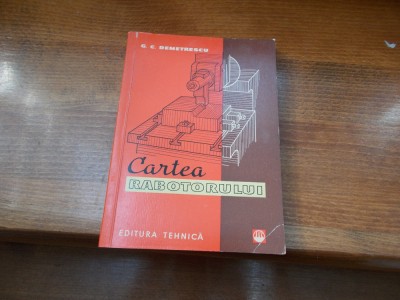 G. C. DEMETRESCU
Cartea
RABOTORULUI
EDITURA TEHNICĂ